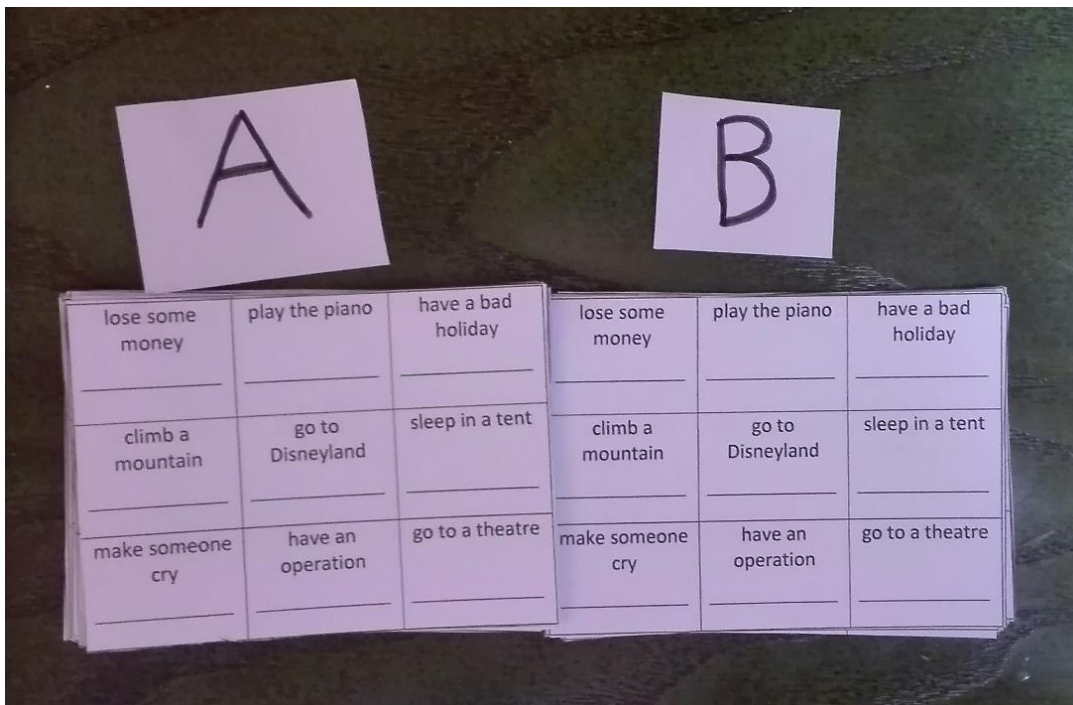 A
B
lose some
money
play the piano
have a bad
holiday
climb a
mountain
go to
Disneyland
sleep in a tent
make someone
cry
have an
operation
go to a theatre
lose some
money
play the piano
have a bad
holiday
climb a
mountain
go to
Disneyland
sleep in a tent
make someone
cry
have an
operation
go to a theatre